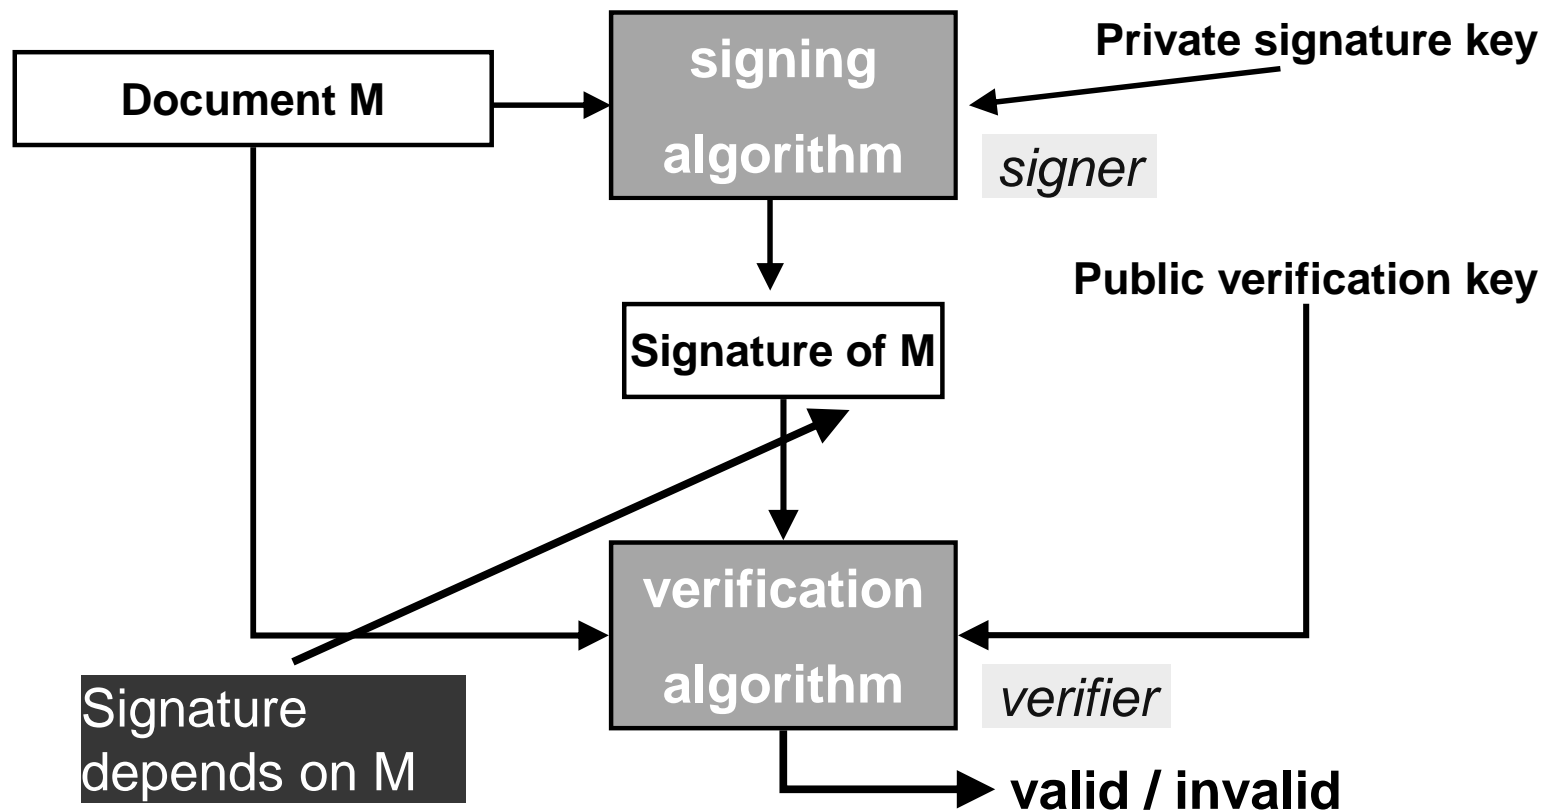 signing
algorithm
Private signature key
Document M
signer
Public verification key
Signature of M
verification
algorithm
verifier
Signature
depends on M
valid / invalid